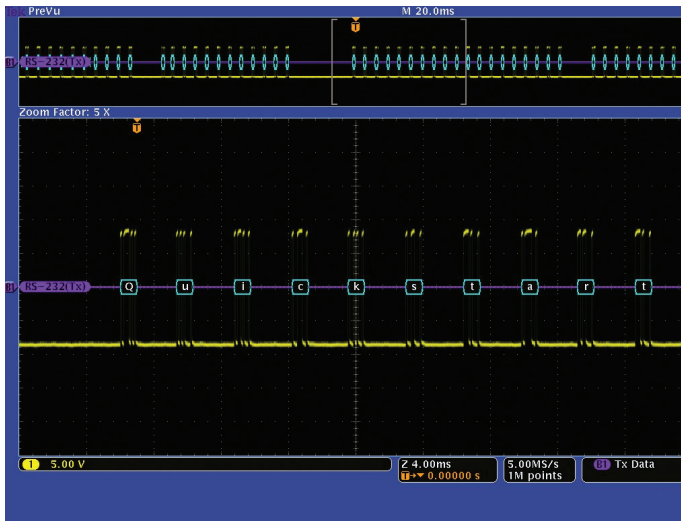 Tek PreVu M 20.0ms
T
B1 RS-232(Tx)
Zoom Factor: 5 X
T
B1 RS-232(Tx) Q u i c k s t a r t
1 5.00 V Z 4.00ms 5.00MS/s B1 Tx Data
T→▼ 0.00000 s 1M points